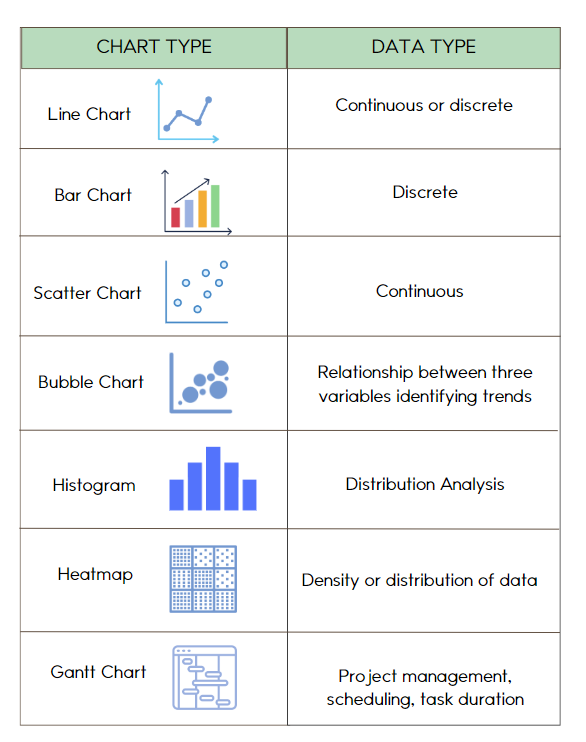 CHART TYPE
DATA TYPE
Line Chart
Continuous or discrete
Bar Chart
Discrete
Scatter Chart
Continuous
Bubble Chart
Relationship between three
variables identifying trends
Histogram
Distribution Analysis
Heatmap
Density or distribution of data
Gantt Chart
Project management,
scheduling, task duration